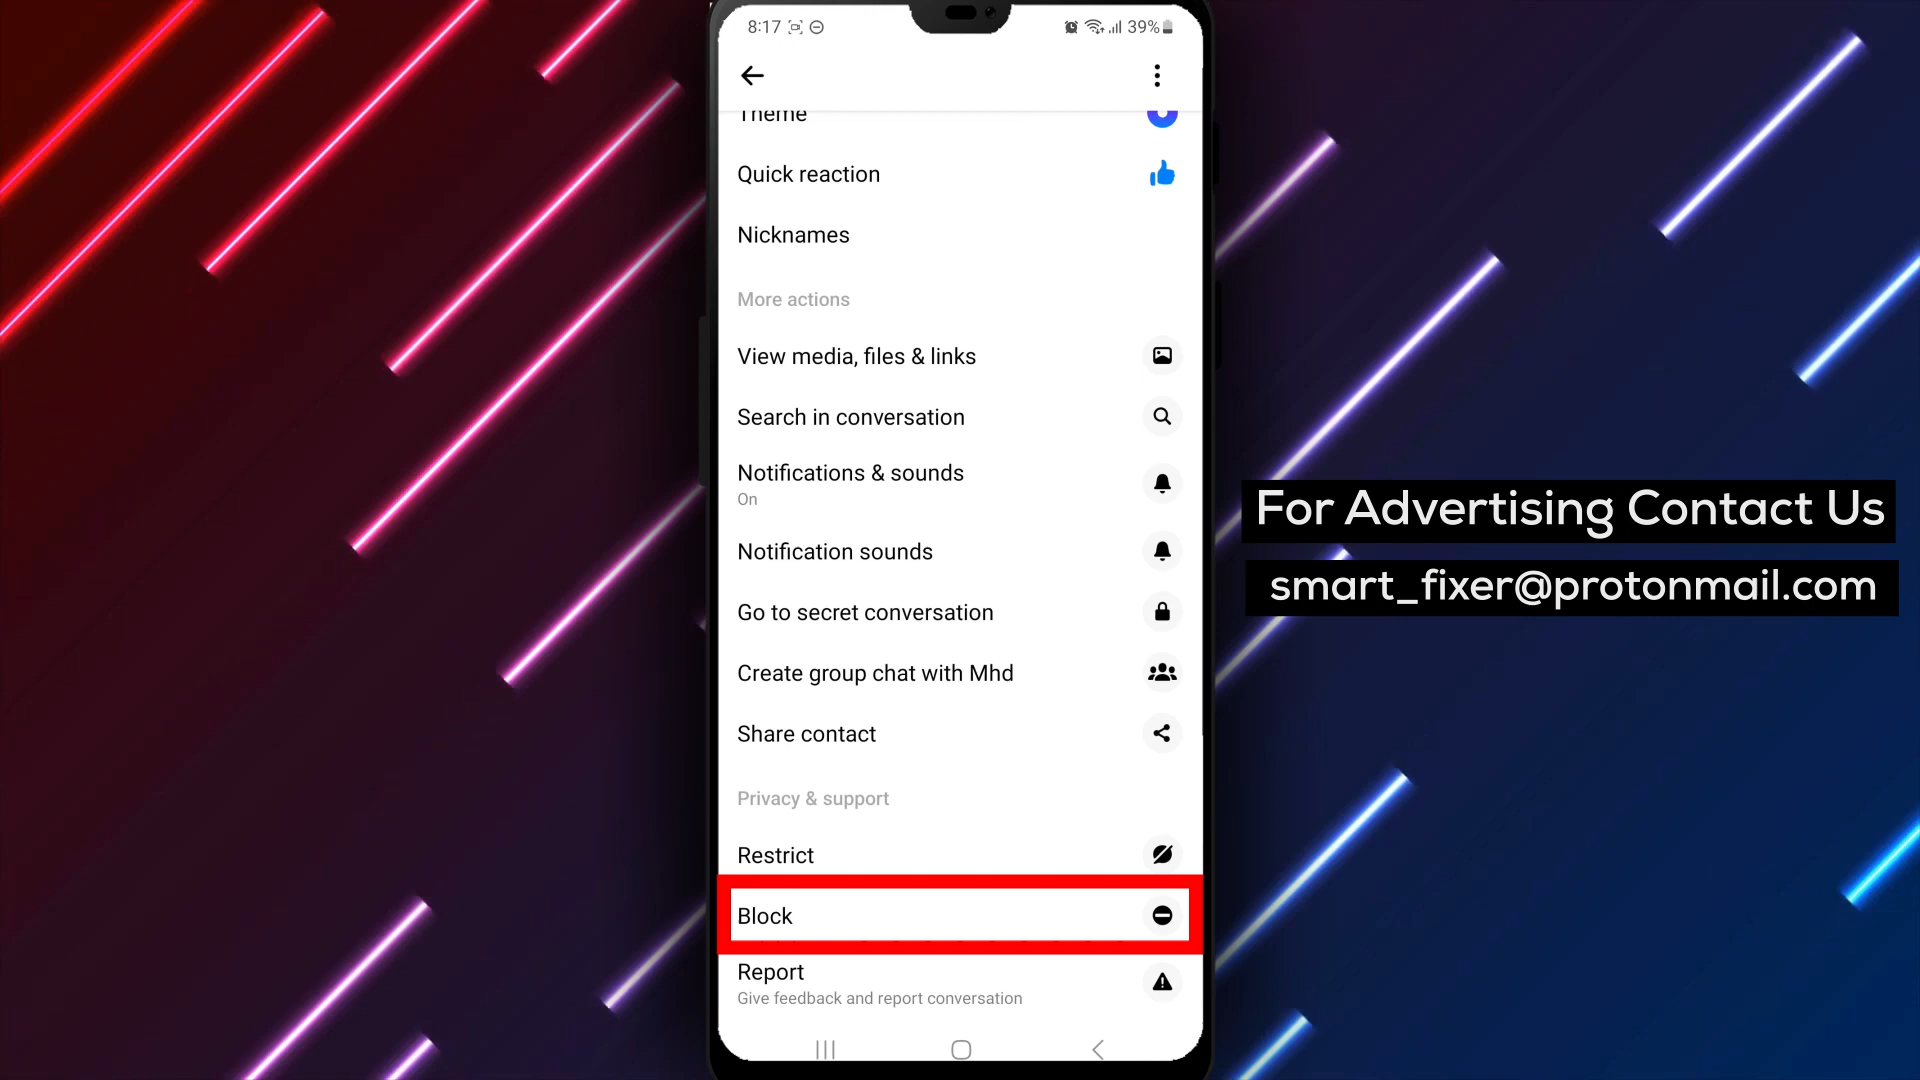 8:17
39%
Theme
Quick reaction
Nicknames
More actions
View media, files & links
Search in conversation
Notifications & sounds
On
Notification sounds
Go to secret conversation
Create group chat with Mhd
Share contact
Privacy & support
Restrict
Block
Report
Give feedback and report conversation
For Advertising Contact Us
smart_fixer@protonmail.com